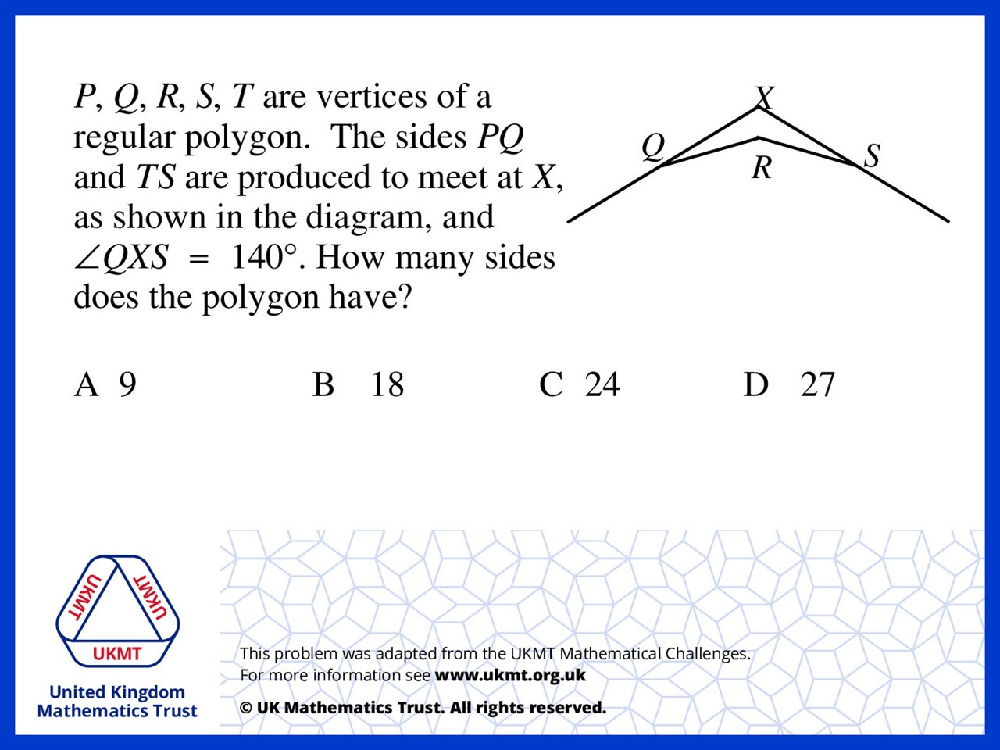 P, Q, R, S, T are vertices of a
regular polygon. The sides PQ
and TS are produced to meet at X,
as shown in the diagram, and
∠QXS = 140°. How many sides
does the polygon have?
X
Q
R
S
A 9 B 18 C 24 D 27
UKMT
UKMT
UKMT
United Kingdom
Mathematics Trust
This problem was adapted from the UKMT Mathematical Challenges.
For more information see www.ukmt.org.uk
© UK Mathematics Trust. All rights reserved.